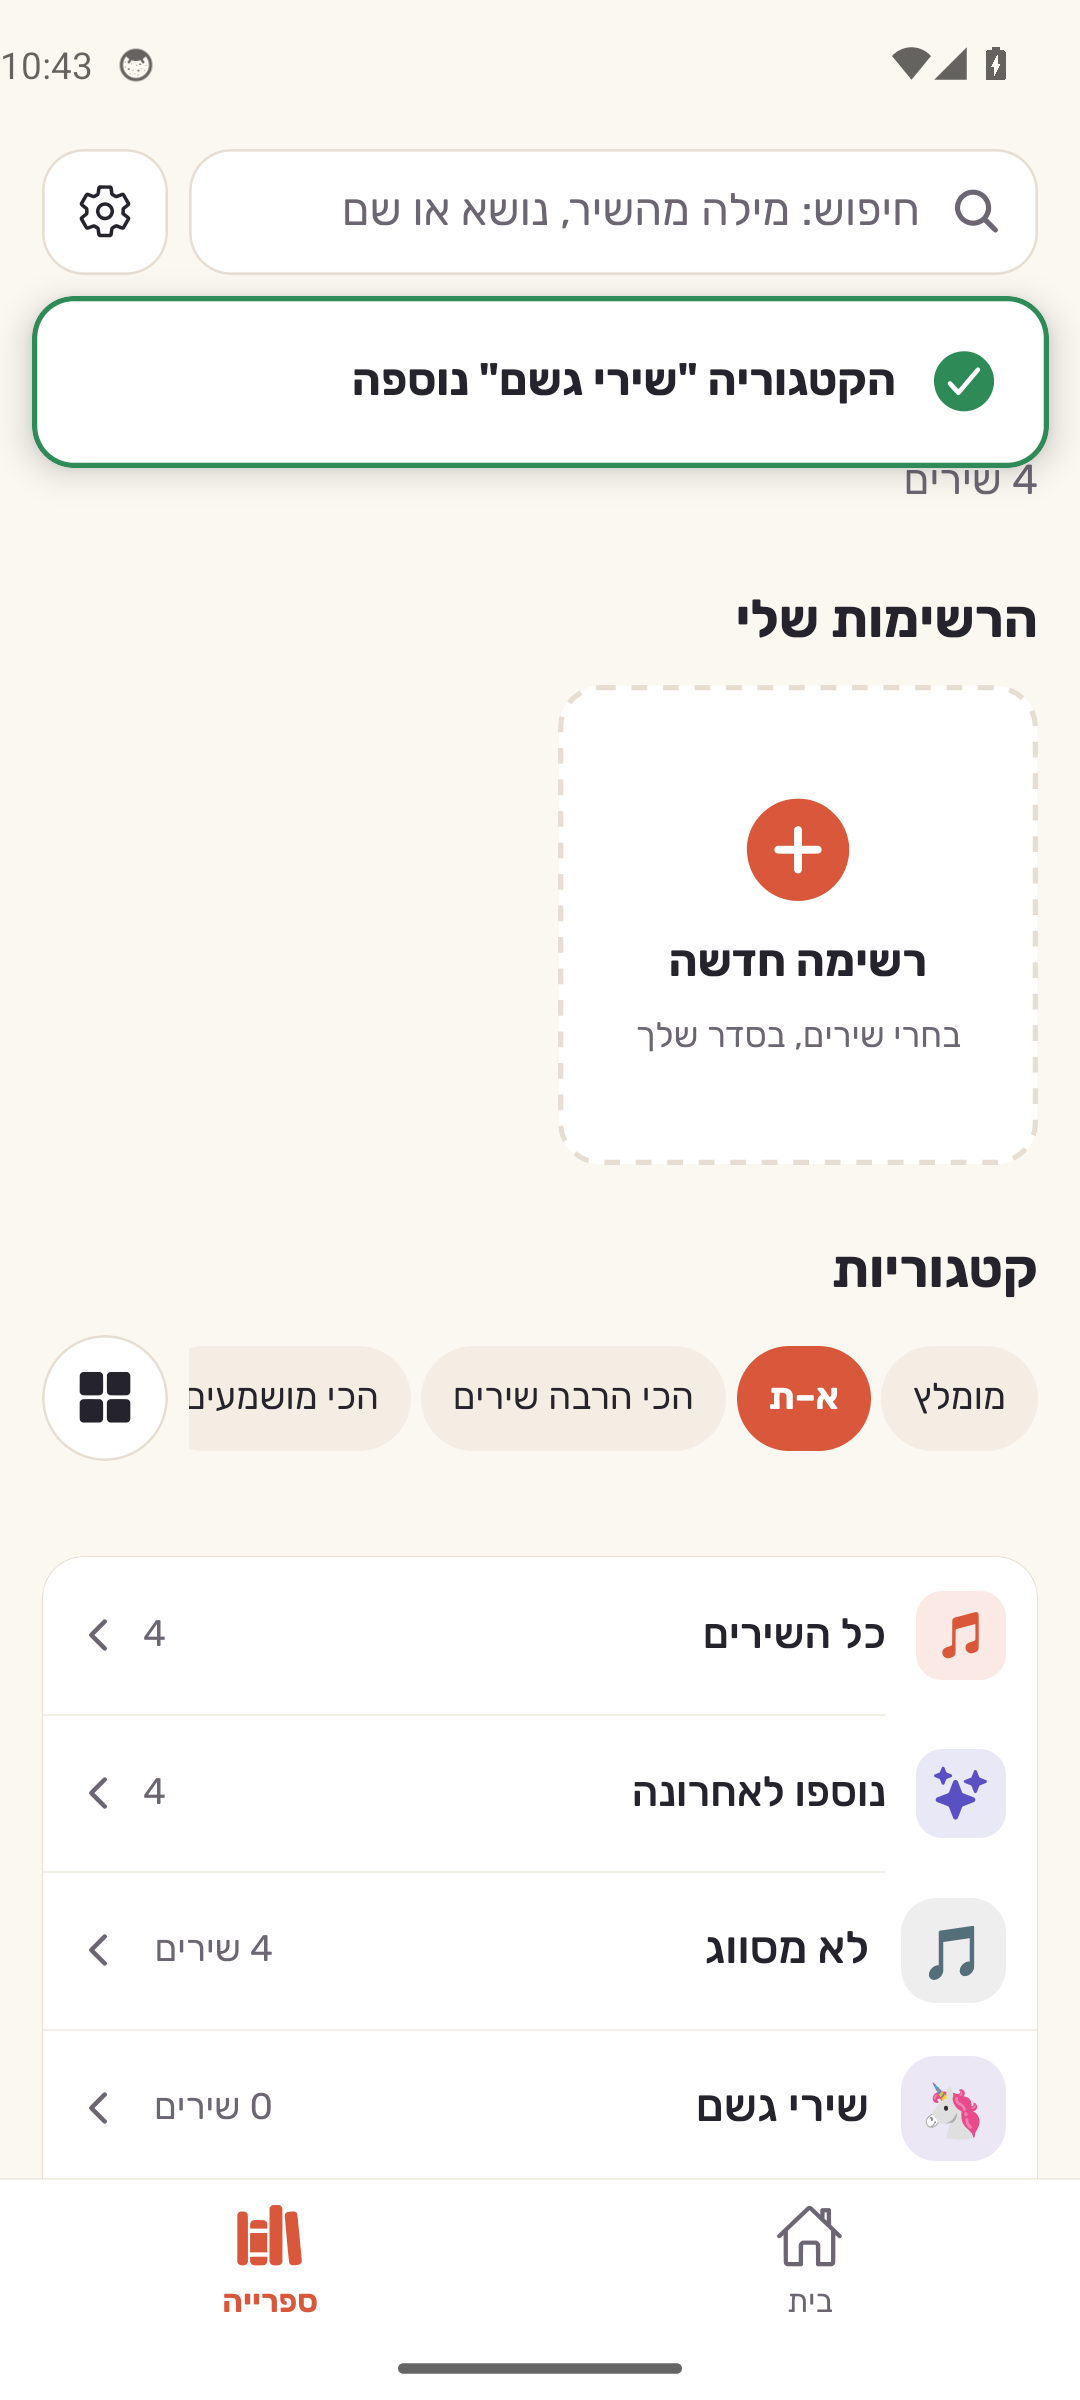 10:43
חיפוש: מילה מהשיר, נושא או שם
הקטגוריה "שירי גשם" נוספה
4 שירים
הרשימות שלי
רשימה חדשה
בחרי שירים, בסדר שלך
קטגוריות
מומלץ
א–ת
הכי הרבה שירים
הכי מושמעים
כל השירים 4
נוספו לאחרונה 4
לא מסווג 4 שירים
שירי גשם 0 שירים
בית
ספרייה